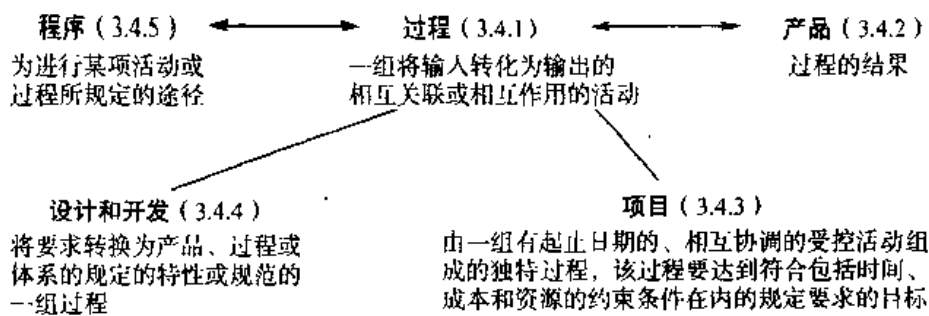 程序（3.4.5）
过程（3.4.1）
产品（3.4.2）
为进行某项活动或
过程所规定的途径
一组将输入转化为输出的
相互关联或相互作用的活动
过程的结果
设计和开发（3.4.4）
将要求转换为产品、过程或
体系的规定的特性或规范的
一组过程
项目（3.4.3）
由一组有起止日期的、相互协调的受控活动组
成的独特过程，该过程要达到符合包括时间、
成本和资源的约束条件在内的规定要求的目标